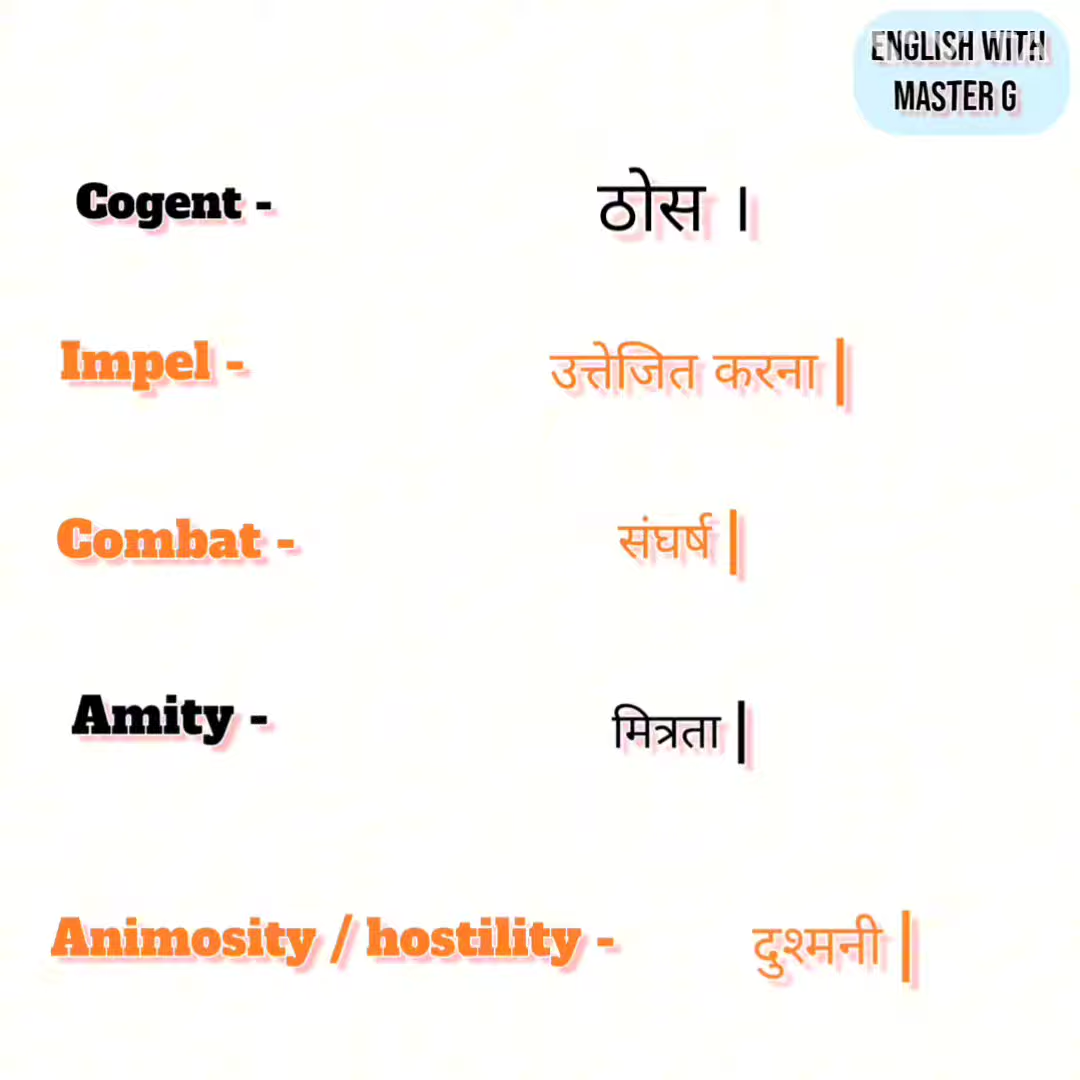 ENGLISH WITH
MASTER G
Cogent - ठोस ।
Impel - उत्तेजित करना |
Combat - संघर्ष |
Amity - मित्रता |
Animosity / hostility - दुश्मनी |